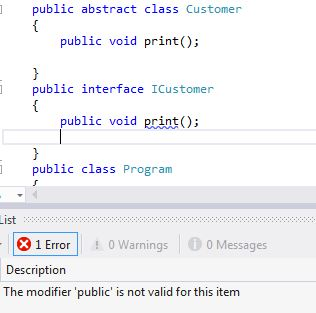 public abstract class Customer
{
public void print();
}
public interface ICustomer
{
public void print();
}
public class Program
{
List
1 Error
0 Warnings
0 Messages
Description
The modifier 'public' is not valid for this item